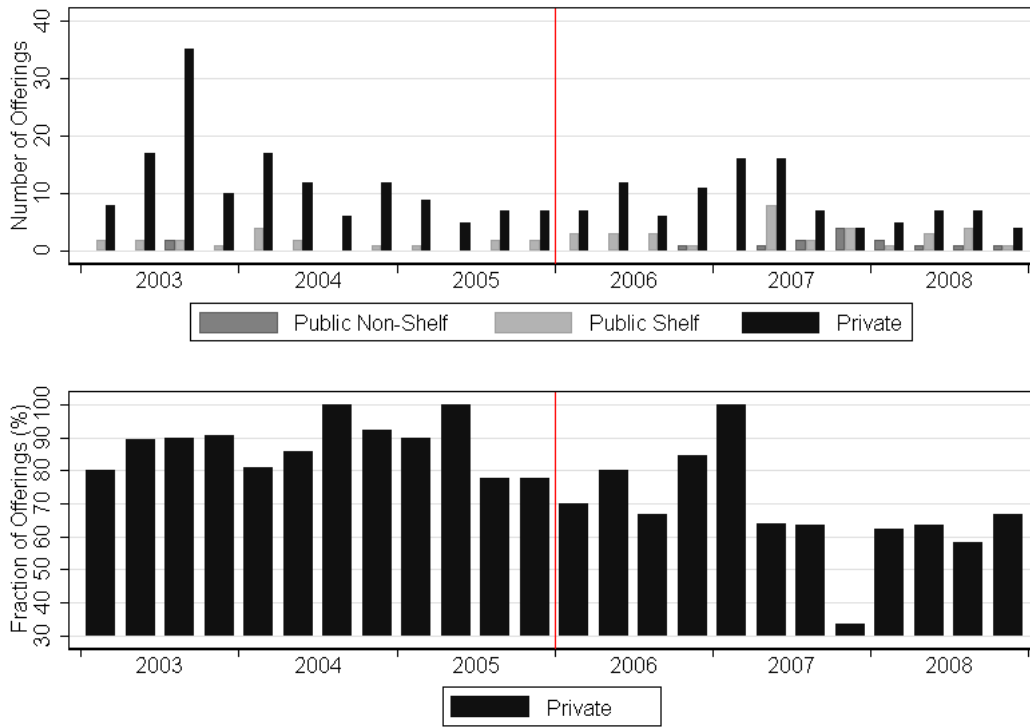 Number of Offerings
40
30
20
10
0
2003 2004 2005 2006 2007 2008
Public Non-Shelf Public Shelf Private
Fraction of Offerings (%)
100
90
80
70
60
50
40
30
2003 2004 2005 2006 2007 2008
Private